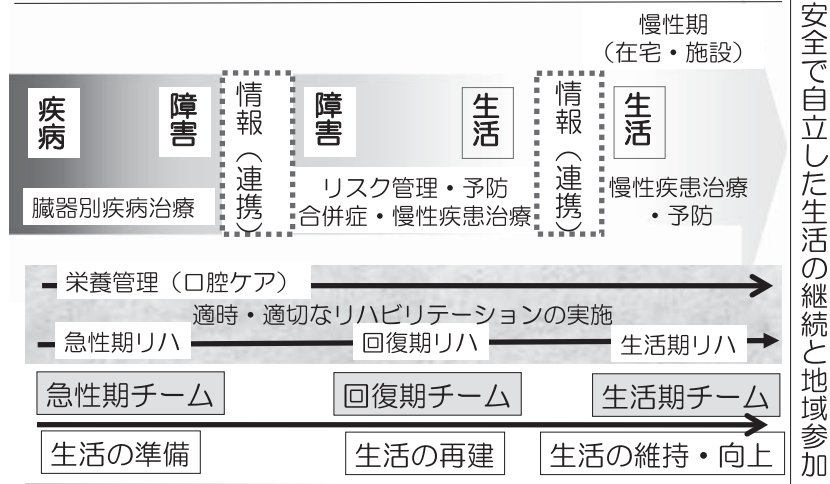 慢性期
（在宅・施設）
疾病
障害
情報（連携）
障害
生活
情報（連携）
生活
臓器別疾病治療
リスク管理・予防
合併症・慢性疾患治療
慢性疾患治療
・予防
栄養管理（口腔ケア）
適時・適切なリハビリテーションの実施
急性期リハ
回復期リハ
生活期リハ
急性期チーム
回復期チーム
生活期チーム
生活の準備
生活の再建
生活の維持・向上
安全で自立した生活の継続と地域参加